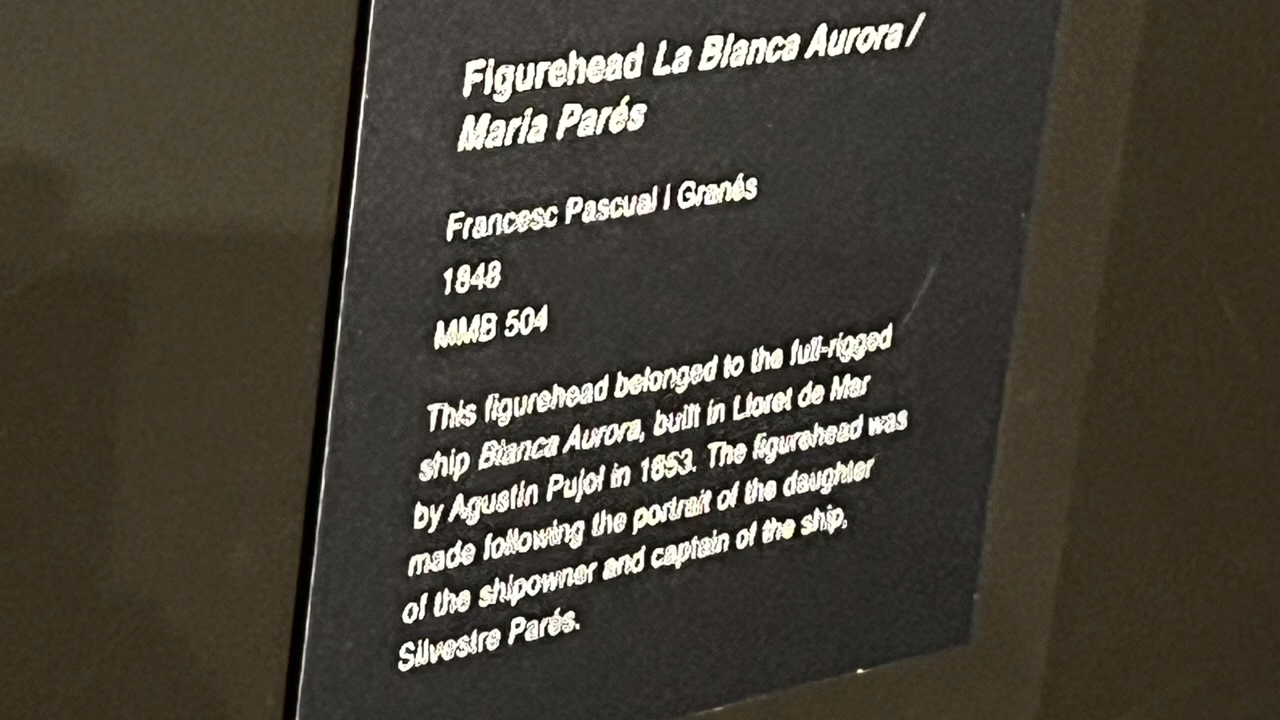 Figurehead La Blanca Aurora /
Maria Parés
Francesc Pascual i Granés
1848
MMB 504
This figurehead belonged to the full-rigged
ship Blanca Aurora, built in Lloret de Mar
by Agustín Pujol in 1853. The figurehead was
made following the portrait of the daughter
of the shipowner and captain of the ship,
Silvestre Parés.